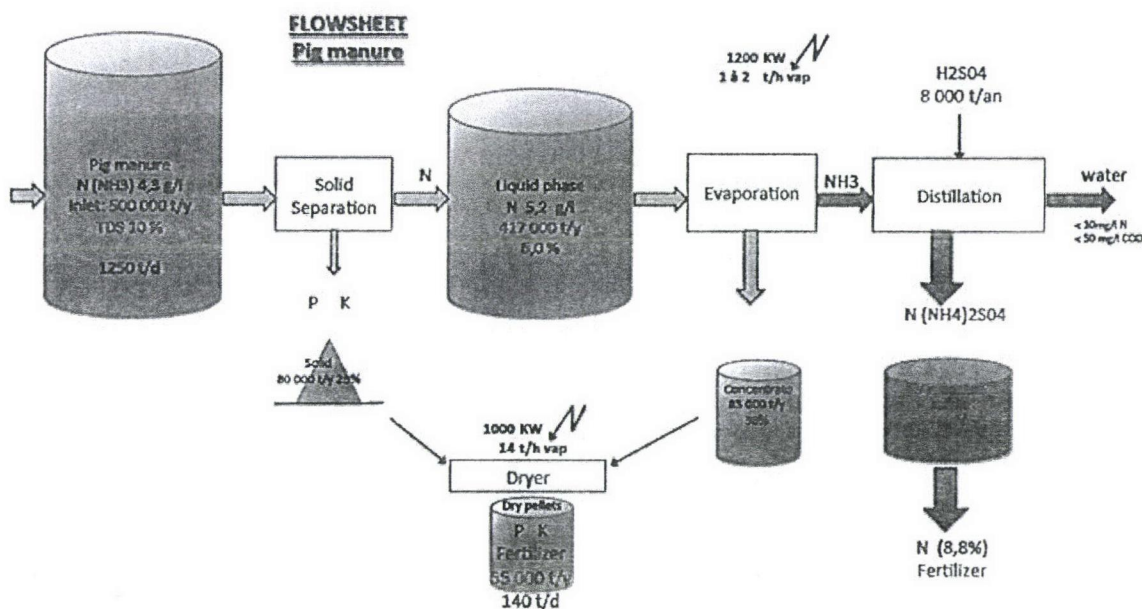 FLOWSHEET
Pig manure
Pig manure
N (NH3) 4,3 g/l
Inlet: 500 000 t/y
TDS 10 %
1250 t/d
Solid
Separation
N
Liquid phase
N 5,2 g/l
417 000 t/y
6,0 %
1200 KW
1 à 2 t/h vap
Evaporation
NH3
H2S04
8 000 t/an
Distillation
water
< 10mg/l N
< 50 mg/l COD
P K
Solid
80 000 t/y 25%
Concentrate
83 000 t/y
30%
N (NH4)2S04
1000 KW
14 t/h vap
Dryer
Dry pellets
P K
Fertilizer
55 000 t/y
140 t/d
N (8,8%)
Fertilizer